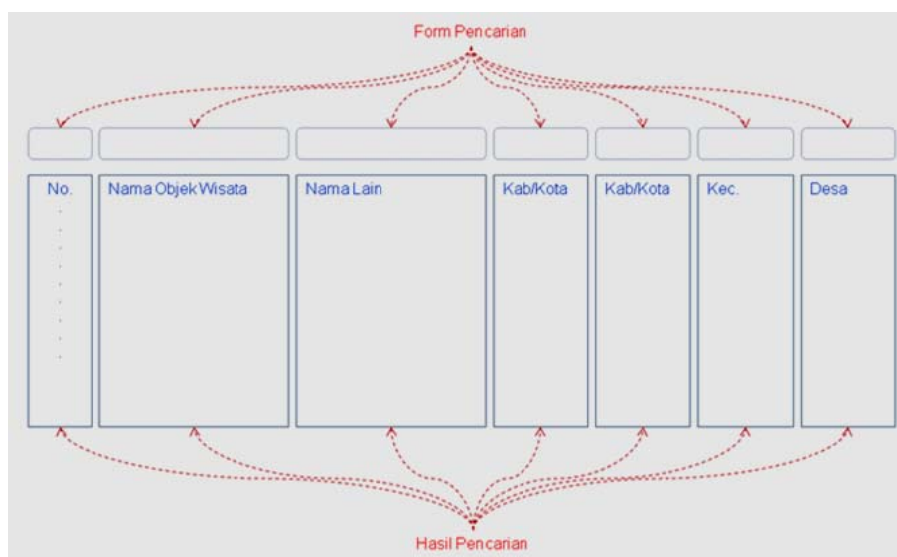 Form Pencarian
No.
Nama Objek Wisata
Nama Lain
Kab/Kota
Kab/Kota
Kec.
Desa
Hasil Pencarian